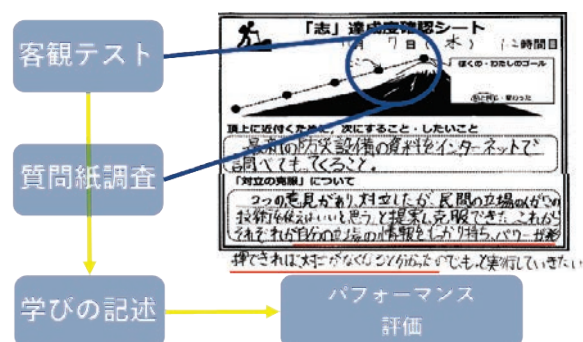 客観テスト
質問紙調査
学びの記述
パフォーマンス
評価
「志」達成度確認シート
月 7日(水) 1-2時間目
ぼくの・わたしのゴール
頂上に近付くために、次にすること・したいこと
最新の防災設備の資料をインターネットで
調べてもってくること。
「対立の克服」について
2つの意見があり、対立したが、民間の立場の
技術を使えばいいと思う、と提案し克服できた。これから
それぞれが自分の立場の情報をしっかり持ち、パワーが発
揮できれば、対立がなくなることが分かったので、もっと実行していきたい